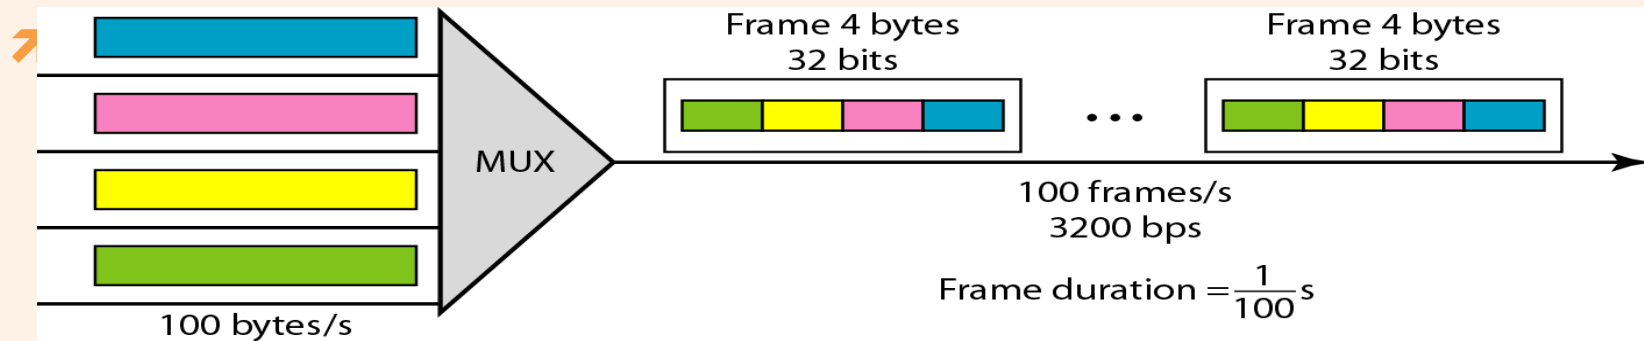 Frame 4 bytes
32 bits
Frame 4 bytes
32 bits
MUX
...
100 frames/s
3200 bps
Frame duration = 1/100 s
100 bytes/s